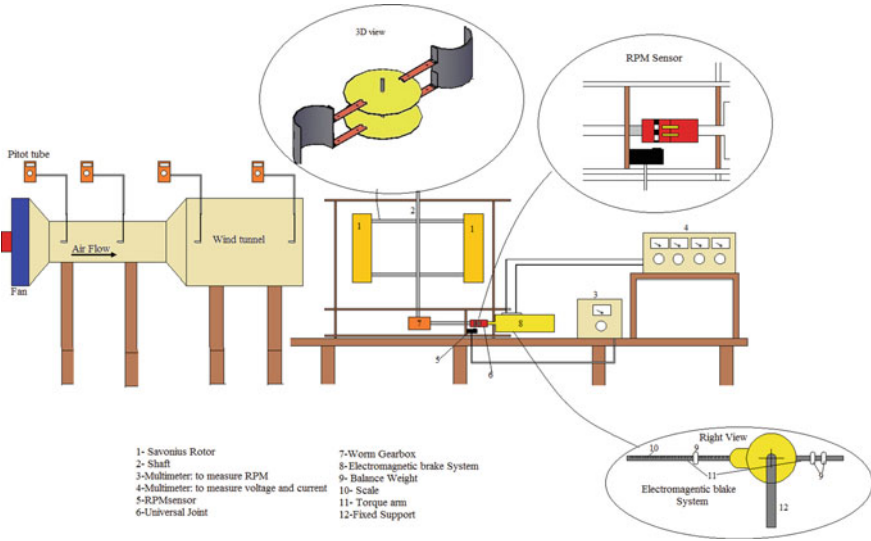 3D view
RPM Sensor
Pitot tube
1
2
4
1
1
Wind tunnel
Air Flow
Fan
3
7
8
5
6
Right View
10
9
11
9
Electromagentic blake
System
12
1- Savonius Rotor
2- Shaft
3-Multimeter: to measure RPM
4-Multimeter: to measure voltage and current
5-RPMsensor
6-Universal Joint
7-Worm Gearbox
8-Electromagnetic brake System
9- Balance Weight
10- Scale
11- Torque arm
12-Fixed Support